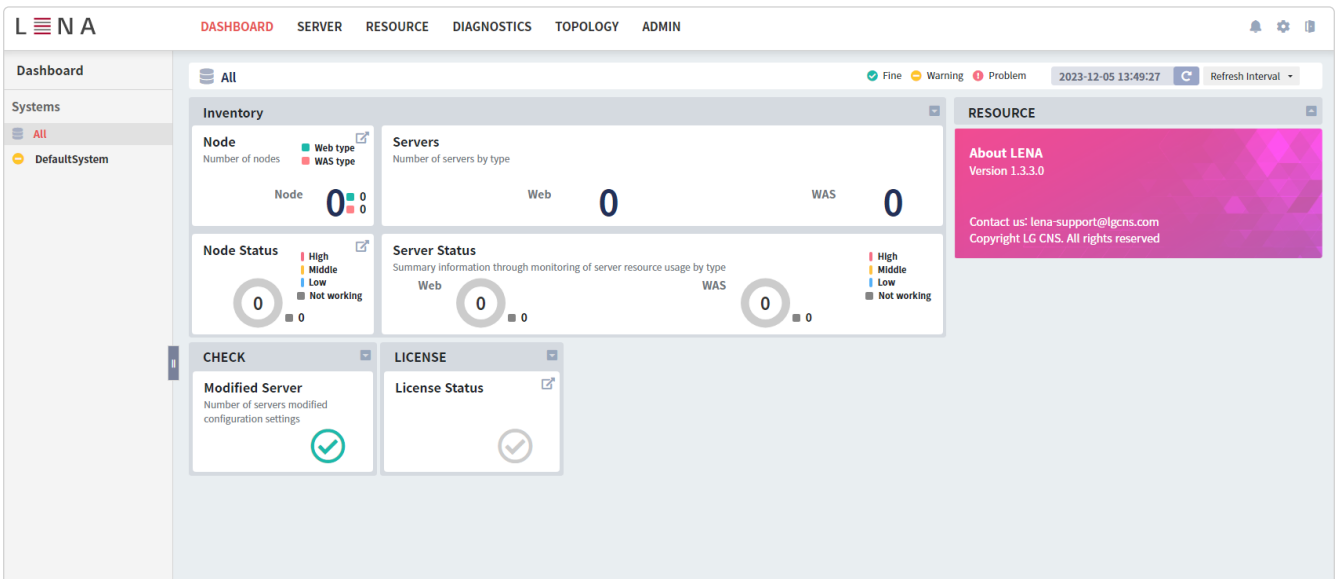 LENA
DASHBOARD SERVER RESOURCE DIAGNOSTICS TOPOLOGY ADMIN
Dashboard
Systems
All
DefaultSystem
All
Fine Warning Problem 2023-12-05 13:49:27 Refresh Interval
Inventory
Node
Number of nodes
Web type
WAS type
Node 0 0
0
Servers
Number of servers by type
Web 0 WAS 0
Node Status
High
Middle
Low
Not working
0 0
Server Status
Summary information through monitoring of server resource usage by type
Web 0 0
WAS 0 0
High
Middle
Low
Not working
RESOURCE
About LENA
Version 1.3.3.0
Contact us: lena-support@lgcns.com
Copyright LG CNS. All rights reserved
CHECK
Modified Server
Number of servers modified
configuration settings
LICENSE
License Status